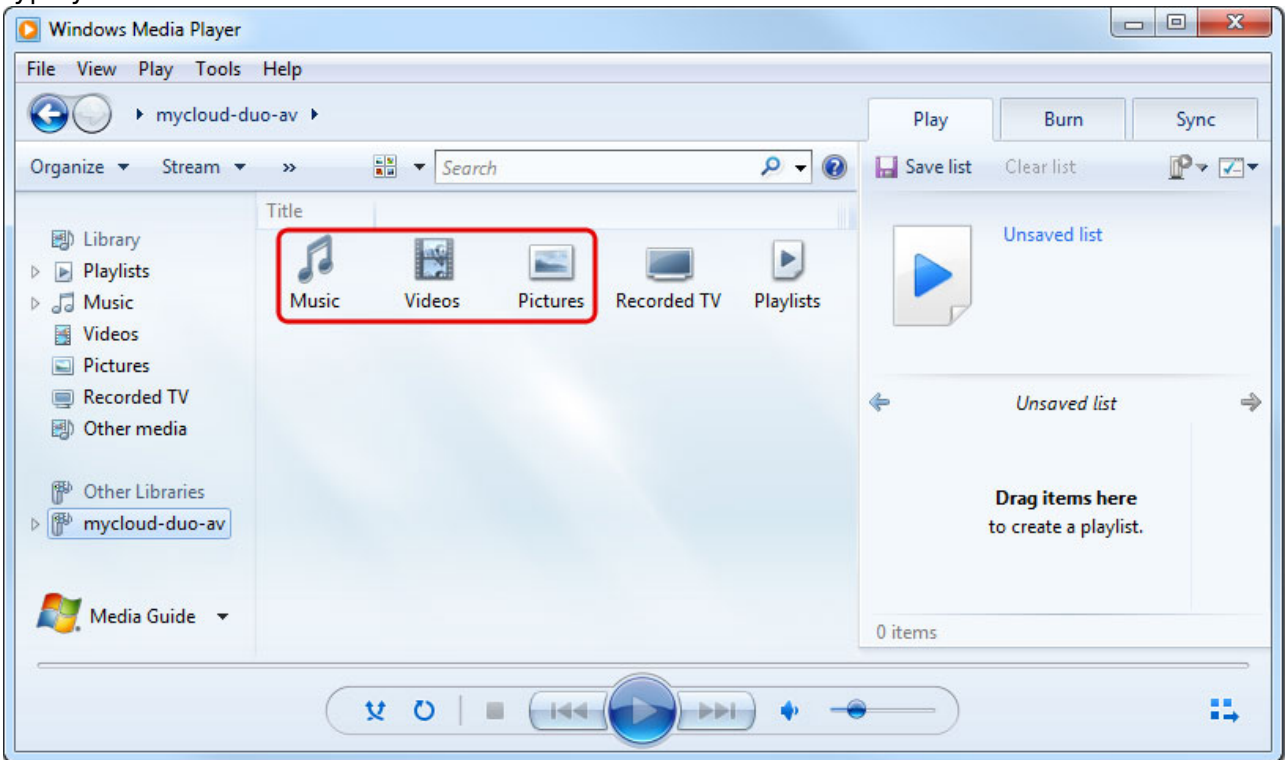 Windows Media Player
File View Play Tools Help
mycloud-duo-av
Play Burn Sync
Organize Stream » Search
Save list Clear list
Title
Library
Playlists
Music
Videos
Pictures
Recorded TV
Other media
Other Libraries
mycloud-duo-av
Media Guide
Music Videos Pictures Recorded TV Playlists
Unsaved list
Unsaved list
Drag items here
to create a playlist.
0 items